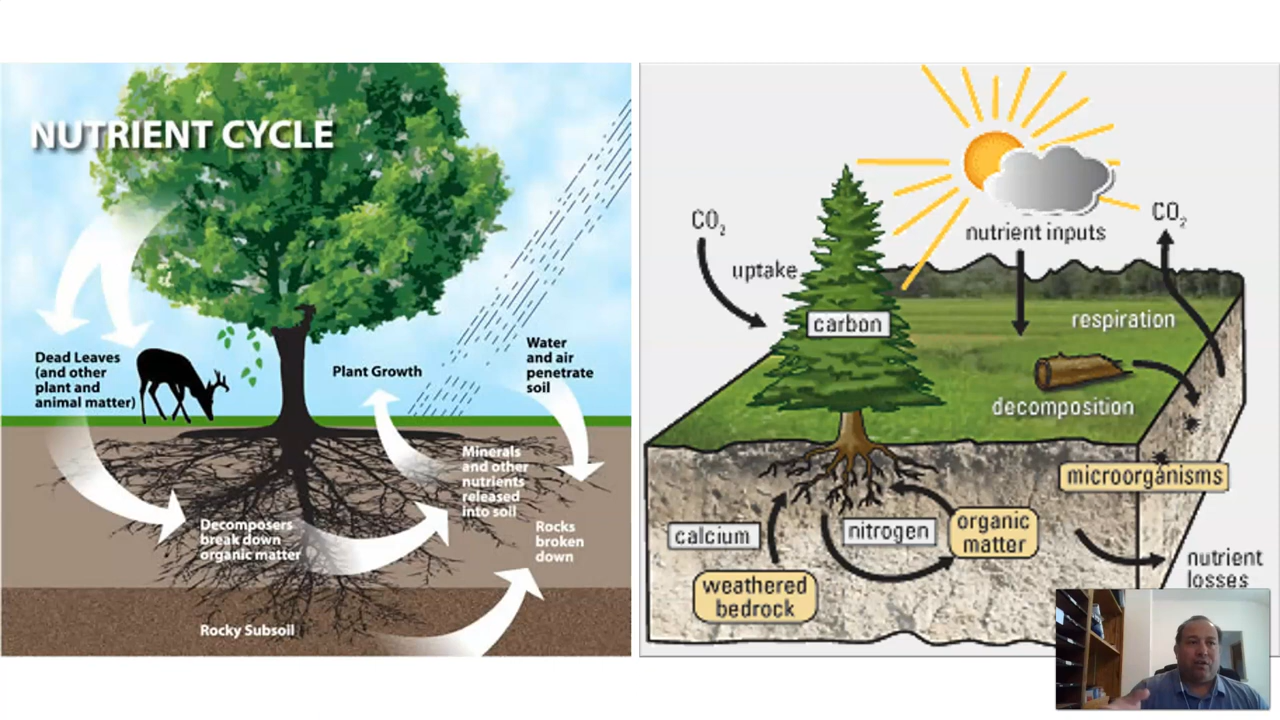 NUTRIENT CYCLE
Dead Leaves
(and other
plant and
animal matter)
Plant Growth
Water
and air
penetrate
soil
Minerals
and other
nutrients
released
into soil
Decomposers
break down
organic matter
Rocks
broken
down
Rocky Subsoil
CO₂
uptake
carbon
nutrient inputs
CO₂
respiration
decomposition
microorganisms
calcium
nitrogen
organic
matter
weathered
bedrock
nutrient
losses